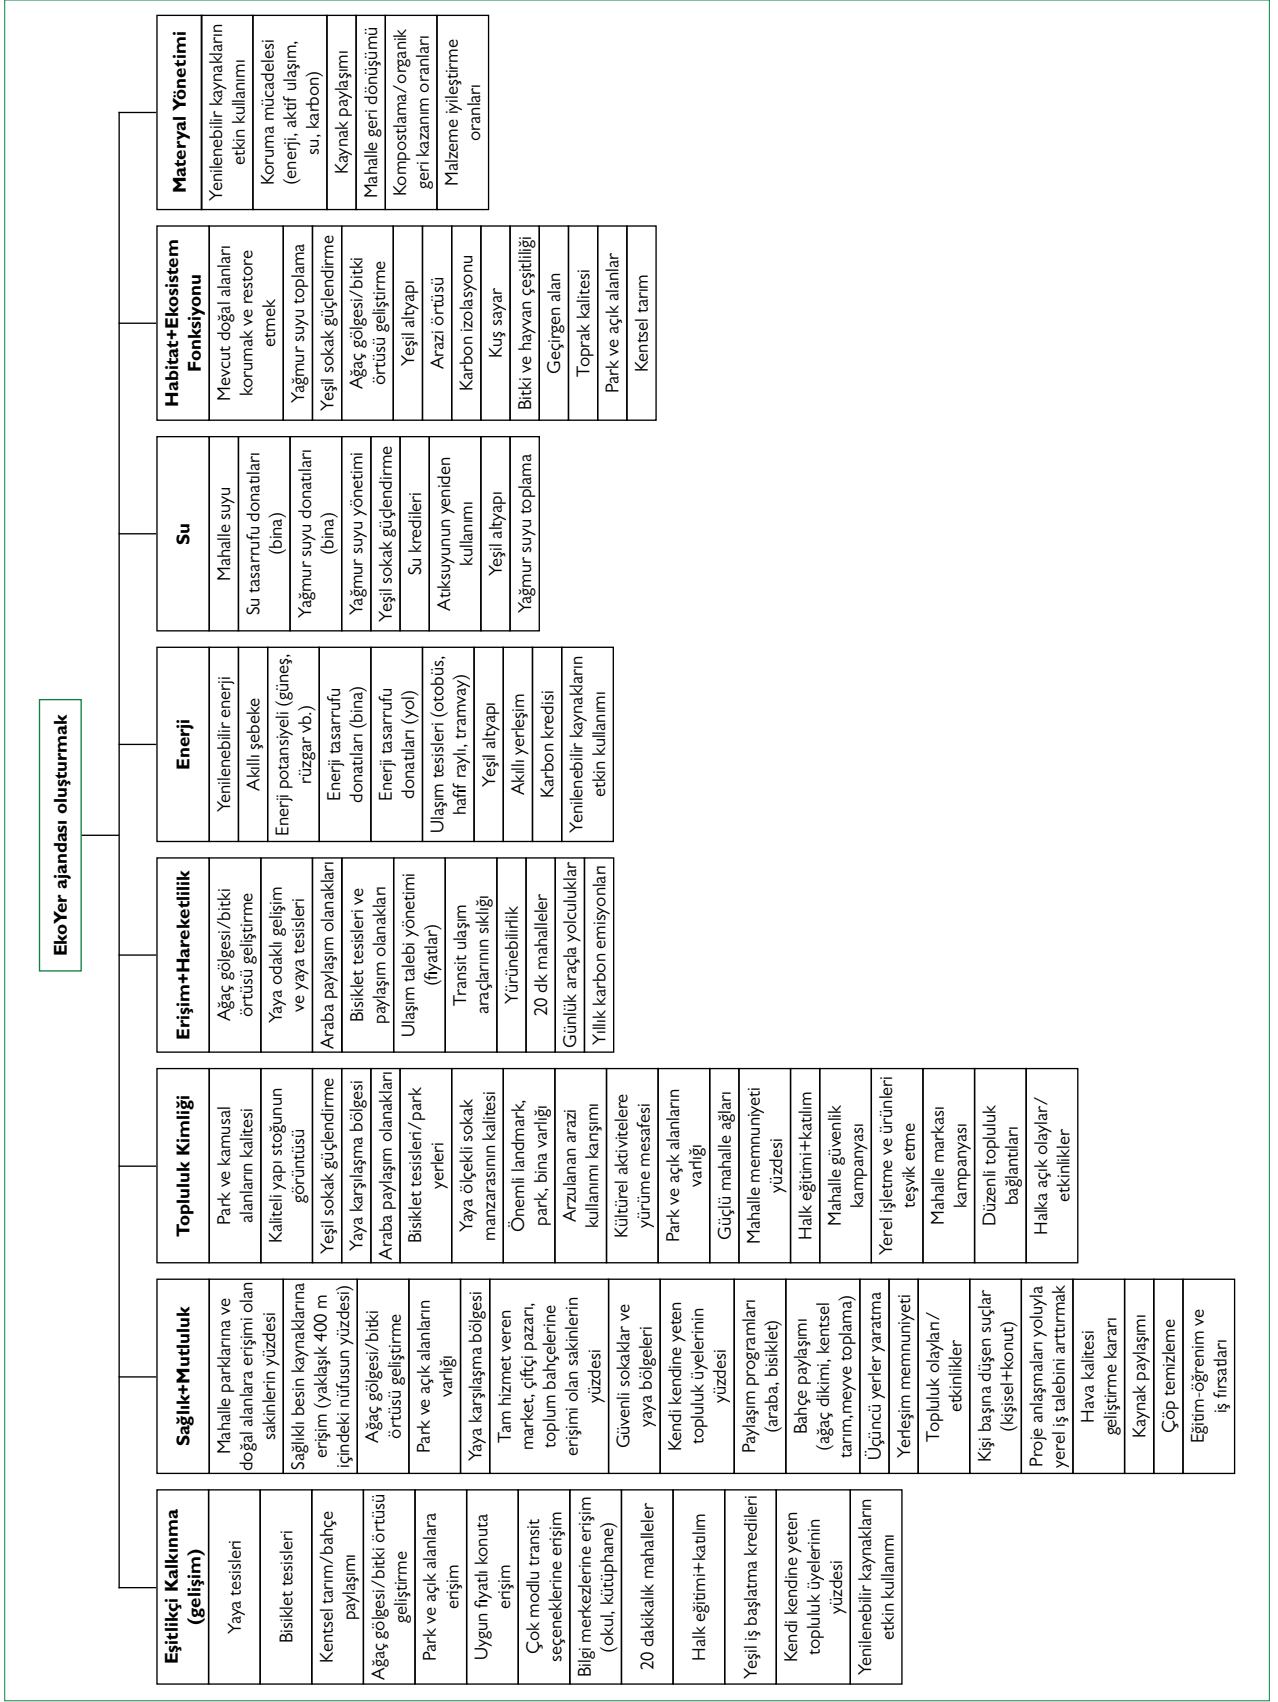 EkoYer ajandası oluşturmak
Eşitlikçi Kalkınma
(gelişim)
Yaya tesisleri
Bisiklet tesisleri
Kentsel tarım/bahçe
paylaşımı
Ağaç gölgesi/bitki örtüsü
geliştirme
Park ve açık alanlara
erişim
Uygun fiyatlı konuta
erişim
Çok modlu transit
seçeneklerine erişim
Bilgi merkezlerine erişim
(okul, kütüphane)
20 dakikalık mahalleler
Halk eğitimi+katılım
Yeşil iş başlatma kredileri
Kendi kendine yeten
topluluk üyelerinin
yüzdesi
Yenilenebilir kaynakların
etkin kullanımı
Sağlık+Mutluluk
Mahalle parklarına ve
doğal alanlara erişimi olan
sakinlerin yüzdesi
Sağlıklı besin kaynaklarına
erişim (yaklaşık 400 m
içindeki nüfusun yüzdesi)
Ağaç gölgesi/bitki
örtüsü geliştirme
Park ve açık alanların
varlığı
Yaya karşılaşma bölgesi
Tam hizmet veren
market, çiftçi pazarı,
toplum bahçelerine
erişimi olan sakinlerin
yüzdesi
Güvenli sokaklar ve
yaya bölgeleri
Kendi kendine yeten
topluluk üyelerinin
yüzdesi
Paylaşım programları
(araba, bisiklet)
Bahçe paylaşımı
(ağaç dikimi, kentsel
tarım,meyve toplama)
Üçüncü yerler yaratma
Yerleşim memnuniyeti
Topluluk olayları/
etkinlikler
Kişi başına düşen suçlar
(kişisel+konut)
Proje anlaşmaları yoluyla
yerel iş talebini arttırmak
Hava kalitesi
geliştirme kararı
Kaynak paylaşımı
Çöp temizleme
Eğitim-öğrenim ve
iş fırsatları
Topluluk Kimliği
Park ve kamusal
alanların kalitesi
Kaliteli yapı stoğunun
görüntüsü
Yeşil sokak güçlendirme
Yaya karşılaşma bölgesi
Araba paylaşım olanakları
Bisiklet tesisleri/park
yerleri
Yaya ölçekli sokak
manzarasının kalitesi
Önemli landmark,
park, bina varlığı
Arzulanan arazi
kullanımı karışımı
Kültürel aktivitelere
yürüme mesafesi
Park ve açık alanların
varlığı
Güçlü mahalle ağları
Mahalle memnuniyeti
yüzdesi
Halk eğitimi+katılım
Mahalle güvenlik
kampanyası
Yerel işletme ve ürünleri
teşvik etme
Mahalle markası
kampanyası
Düzenli topluluk
bağlantıları
Halka açık olaylar/
etkinlikler
Erişim+Hareketlilik
Ağaç gölgesi/bitki
örtüsü geliştirme
Yaya odaklı gelişim
ve yaya tesisleri
Araba paylaşım olanakları
Bisiklet tesisleri ve
paylaşım olanakları
Ulaşım talebi yönetimi
(fiyatlar)
Transit ulaşım
araçlarının sıklığı
Yürünebilirlik
20 dk mahalleler
Günlük araçla yolculuklar
Yıllık karbon emisyonları
Enerji
Yenilenebilir enerji
Akıllı şebeke
Enerji potansiyeli (güneş,
rüzgar vb.)
Enerji tasarrufu
donatıları (bina)
Enerji tasarrufu
donatıları (yol)
Ulaşım tesisleri (otobüs,
hafif raylı, tramvay)
Yeşil altyapı
Akıllı yerleşim
Karbon kredisi
Yenilenebilir kaynakların
etkin kullanımı
Su
Mahalle suyu
Su tasarrufu donatıları
(bina)
Yağmur suyu donatıları
(bina)
Yağmur suyu yönetimi
Yeşil sokak güçlendirme
Su kredileri
Atıksuyunun yeniden
kullanımı
Yeşil altyapı
Yağmur suyu toplama
Habitat+Ekosistem
Fonksiyonu
Mevcut doğal alanları
korumak ve restore
etmek
Yağmur suyu toplama
Yeşil sokak güçlendirme
Ağaç gölgesi/bitki
örtüsü geliştirme
Yeşil altyapı
Arazi örtüsü
Karbon izolasyonu
Kuş sayar
Bitki ve hayvan çeşitliliği
Geçirgen alan
Toprak kalitesi
Park ve açık alanlar
Kentsel tarım
Materyal Yönetimi
Yenilenebilir kaynakların
etkin kullanımı
Koruma mücadelesi
(enerji, aktif ulaşım,
su, karbon)
Kaynak paylaşımı
Mahalle geri dönüşümü
Kompostlama/organik
geri kazanım oranları
Malzeme iyileştirme
oranları